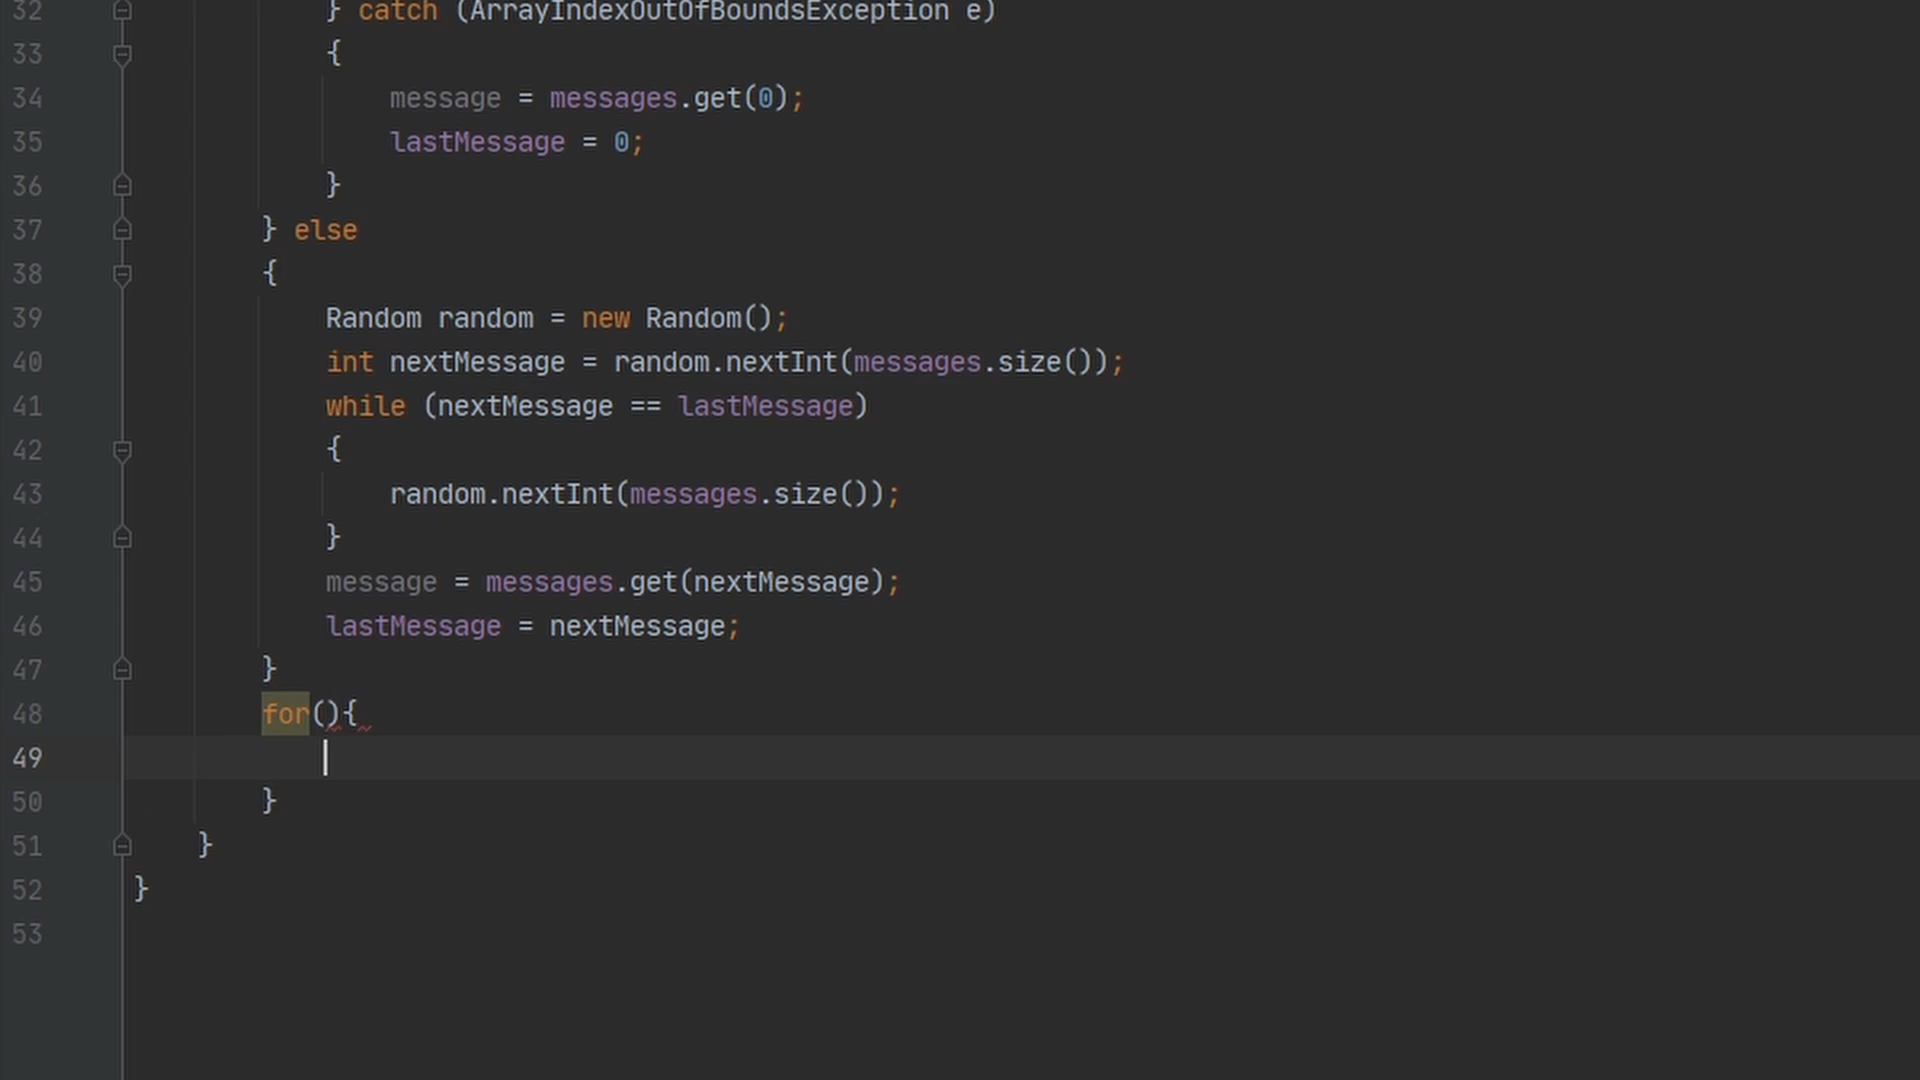 32 } catch (ArrayIndexOutOfBoundsException e)
33 {
34 message = messages.get(0);
35 lastMessage = 0;
36 }
37 } else
38 {
39 Random random = new Random();
40 int nextMessage = random.nextInt(messages.size());
41 while (nextMessage == lastMessage)
42 {
43 random.nextInt(messages.size());
44 }
45 message = messages.get(nextMessage);
46 lastMessage = nextMessage;
47 }
48 for(){
49
50 }
51 }
52 }
53